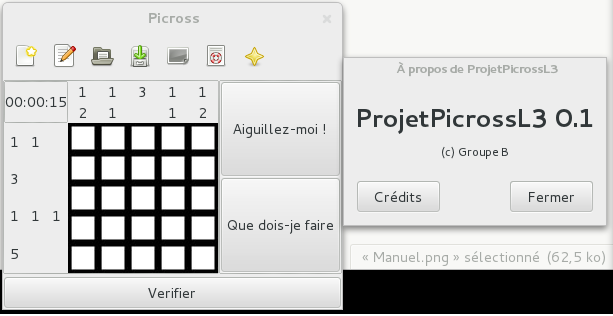 Picross
00:00:15
1 1 3 1 1
2 1 1 2
1 1
3
1 1 1
5
Aiguillez-moi !
Que dois-je faire
Verifier
À propos de ProjetPicrossL3
ProjetPicrossL3 0.1
(c) Groupe B
Crédits
Fermer
« Manuel.png » sélectionné (62,5 ko)